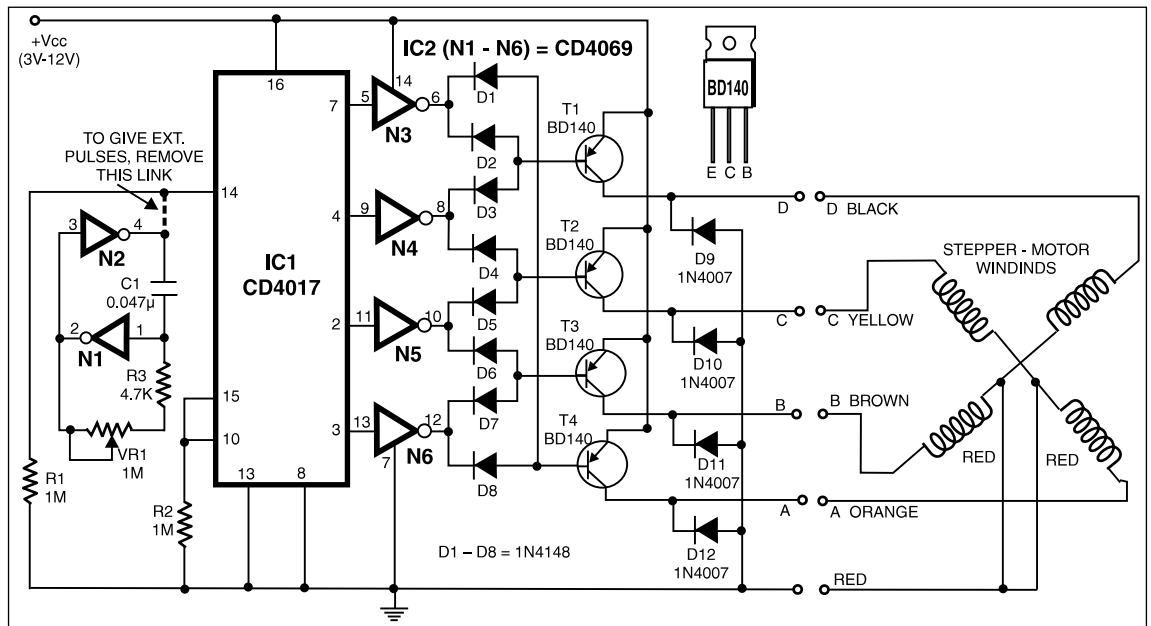 +Vcc
(3V-12V)
IC2 (N1 - N6) = CD4069
TO GIVE EXT.
PULSES, REMOVE
THIS LINK
16
14
7
5
6
N3
D1
D2
T1
BD140
BD140
E C B
14
3
4
N2
C1
0.047µ
2
1
N1
R3
4.7K
VR1
1M
R1
1M
R2
1M
15
10
13
8
IC1
CD4017
4
9
8
N4
D3
D4
T2
BD140
2
11
10
N5
D5
D6
T3
BD140
3
13
12
7
N6
D7
D8
T4
BD140
D1 – D8 = 1N4148
D9
1N4007
D10
1N4007
D11
1N4007
D12
1N4007
D
D BLACK
C
C YELLOW
B
B BROWN
A
A ORANGE
RED
STEPPER - MOTOR
WINDINDS
RED
RED